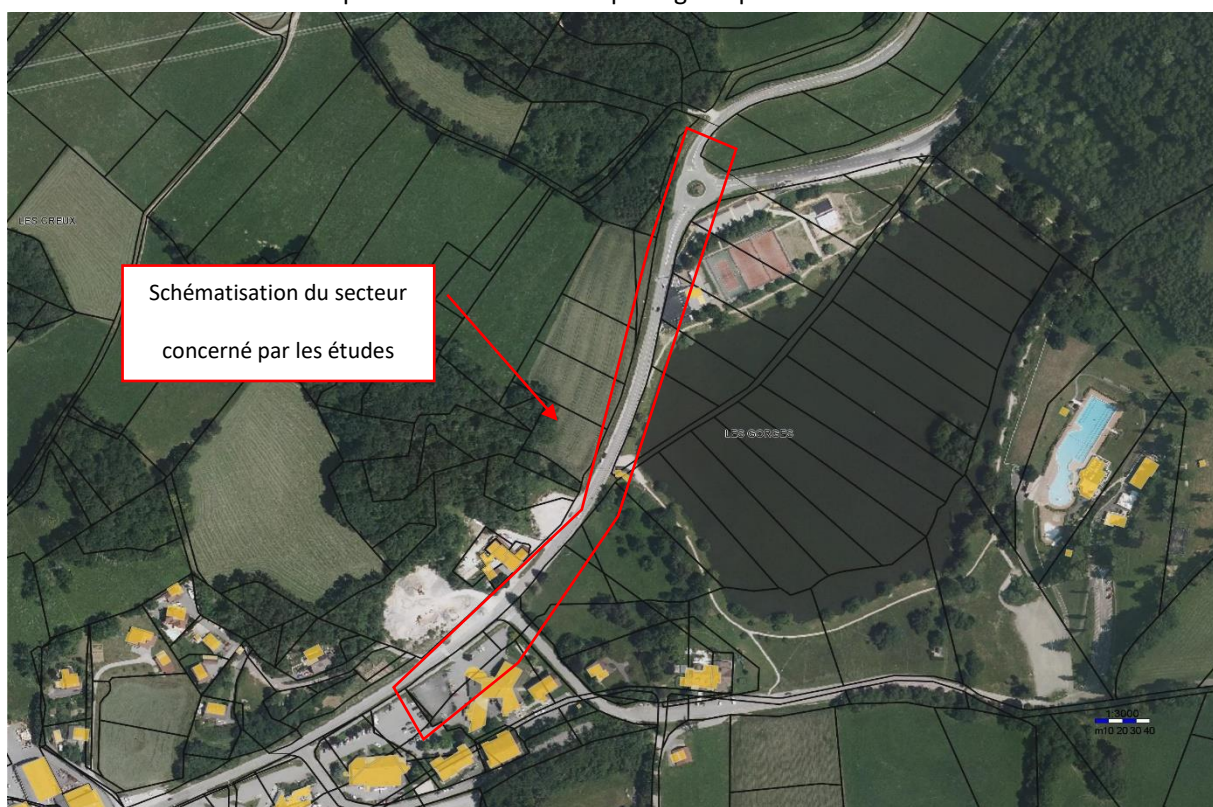 LES CREUX
Schématisation du secteur
concerné par les études
LES GORGES
1:3000
m10 20 30 40